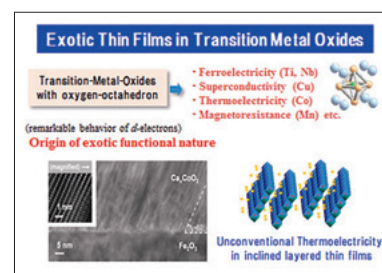 Exotic Thin Films in Transition Metal Oxides
Transition-Metal-Oxides
with oxygen-octahedron
· Ferroelectricity (Ti, Nb)
· Superconductivity (Cu)
· Thermoelectricity (Co)
· Magnetoresistance (Mn) etc.
(remarkable behavior of d-electrons)
Origin of exotic functional nature
(magnified) →
1 nm
CaxCoO2
5 nm
Fe2O3
Unconventional Thermoelectricity
in inclined layered thin films